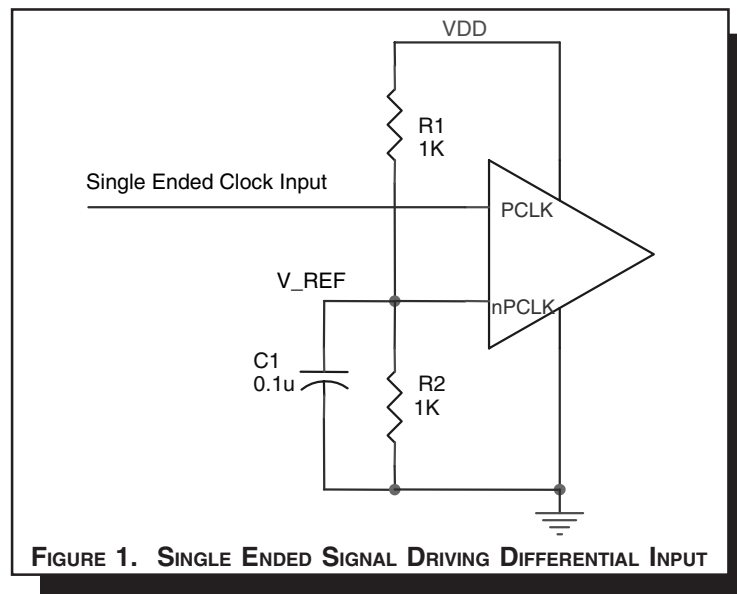 VDD
R1
1K
Single Ended Clock Input
PCLK
V_REF
nPCLK
C1
0.1u
R2
1K
FIGURE 1. SINGLE ENDED SIGNAL DRIVING DIFFERENTIAL INPUT